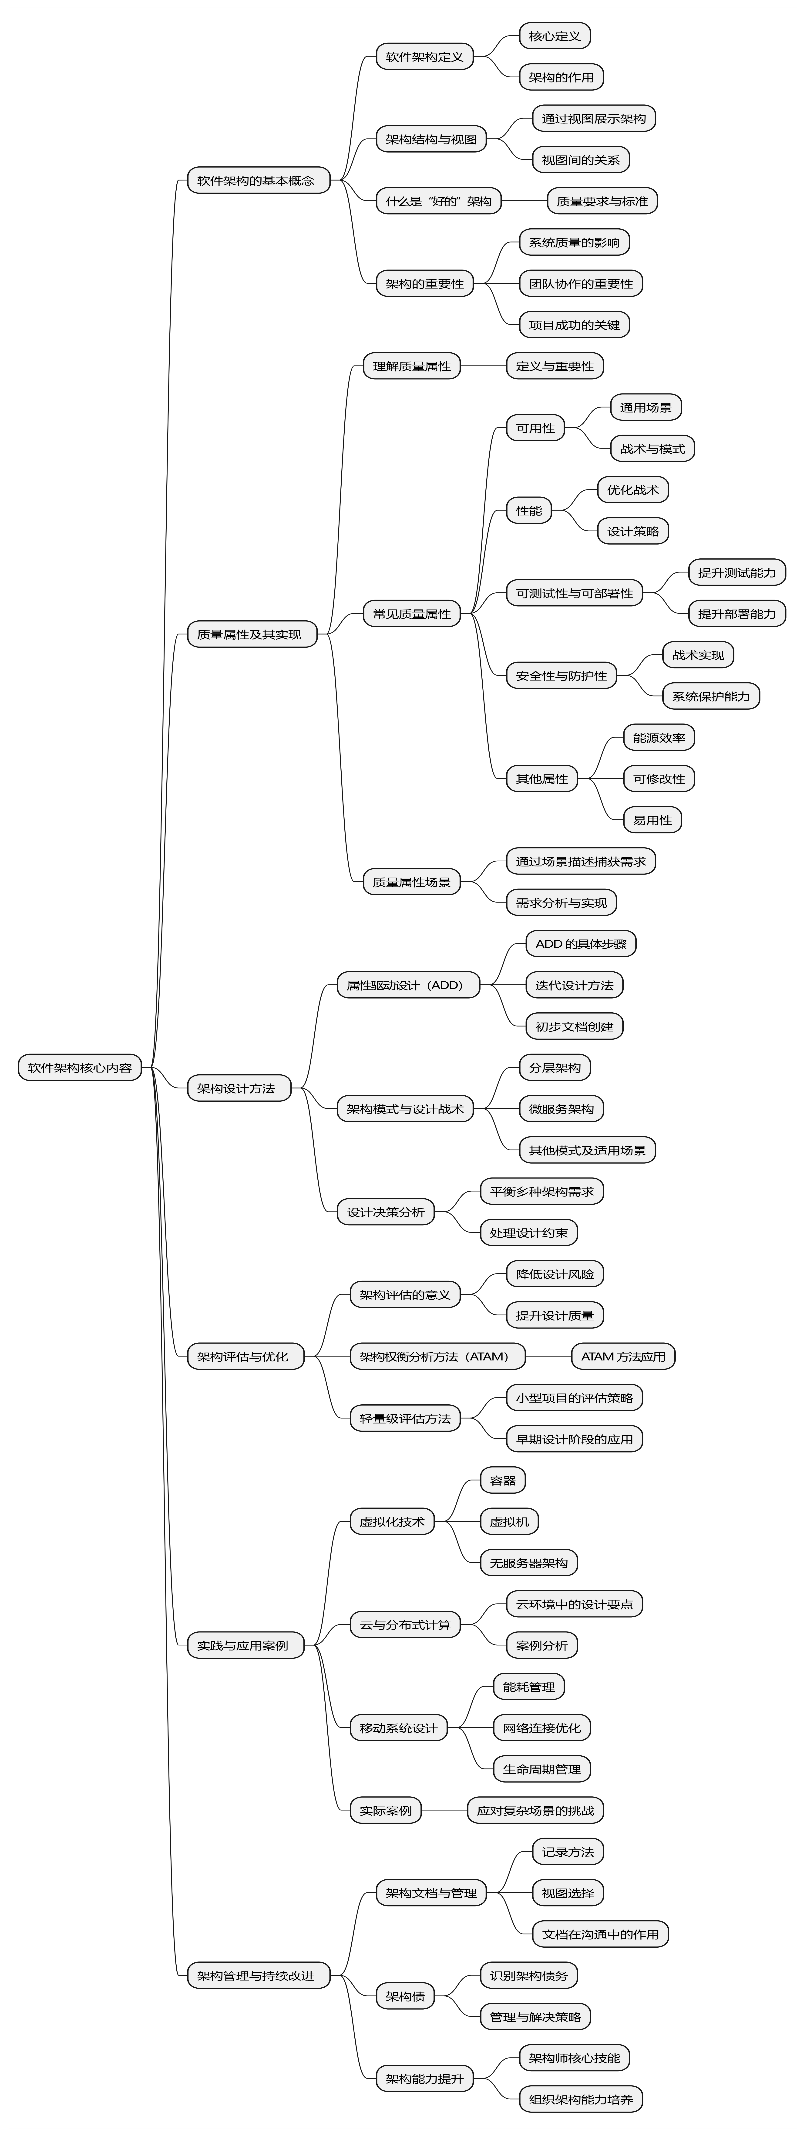 核心定义
软件架构定义
架构的作用
通过视图展示架构
架构结构与视图
视图间的关系
软件架构的基本概念
什么是“好的”架构
质量要求与标准
系统质量的影响
架构的重要性
团队协作的重要性
项目成功的关键
理解质量属性
定义与重要性
通用场景
可用性
战术与模式
优化战术
性能
设计策略
提升测试能力
可测试性与可部署性
常见质量属性
提升部署能力
质量属性及其实现
战术实现
安全性与防护性
系统保护能力
能源效率
其他属性
可修改性
易用性
通过场景描述捕获需求
质量属性场景
需求分析与实现
ADD 的具体步骤
属性驱动设计（ADD）
迭代设计方法
初步文档创建
软件架构核心内容
分层架构
架构设计方法
架构模式与设计战术
微服务架构
其他模式及适用场景
平衡多种架构需求
设计决策分析
处理设计约束
降低设计风险
架构评估的意义
提升设计质量
架构评估与优化
架构权衡分析方法（ATAM）
ATAM 方法应用
小型项目的评估策略
轻量级评估方法
早期设计阶段的应用
容器
虚拟化技术
虚拟机
无服务器架构
云环境中的设计要点
云与分布式计算
实践与应用案例
案例分析
能耗管理
移动系统设计
网络连接优化
生命周期管理
实际案例
应对复杂场景的挑战
记录方法
架构文档与管理
视图选择
文档在沟通中的作用
架构管理与持续改进
识别架构债务
架构债
管理与解决策略
架构师核心技能
架构能力提升
组织架构能力培养